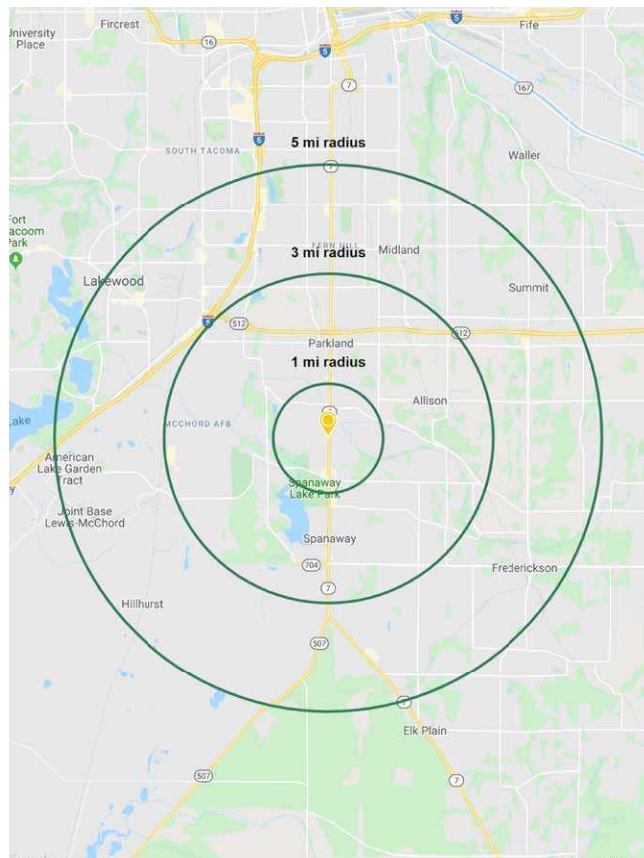 Fircrest
University
Place
16
5
5
Fife
7
167
5
SOUTH TACOMA
5 mi radius
7
Waller
Fort
acoom
Park
FERN HILL
Midland
3 mi radius
Lakewood
Summit
5
512
512
Parkland
1 mi radius
Allison
Lake
MCCHORD AFB
American
Lake Garden
Tract
Spanaway
Lake Park
Joint Base
Lewis-McChord
Spanaway
704
Frederickson
7
Hillhurst
507
7
Elk Plain
507
7